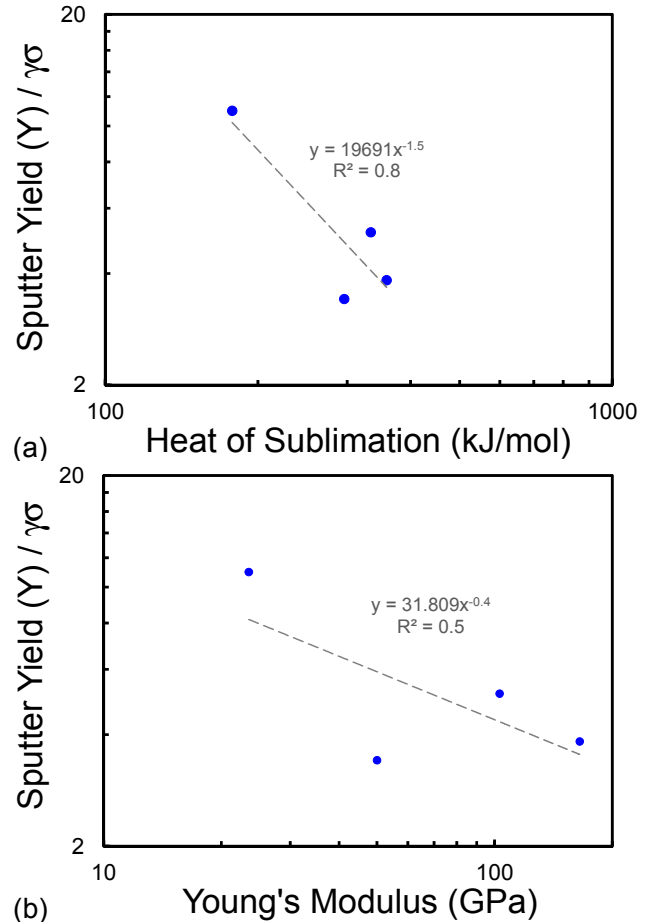 20
Sputter Yield (Y) / γσ
y = 19691x^-1.5
R² = 0.8
2
100
1000
(a) Heat of Sublimation (kJ/mol)
20
Sputter Yield (Y) / γσ
y = 31.809x^-0.4
R² = 0.5
2
10
100
(b) Young's Modulus (GPa)